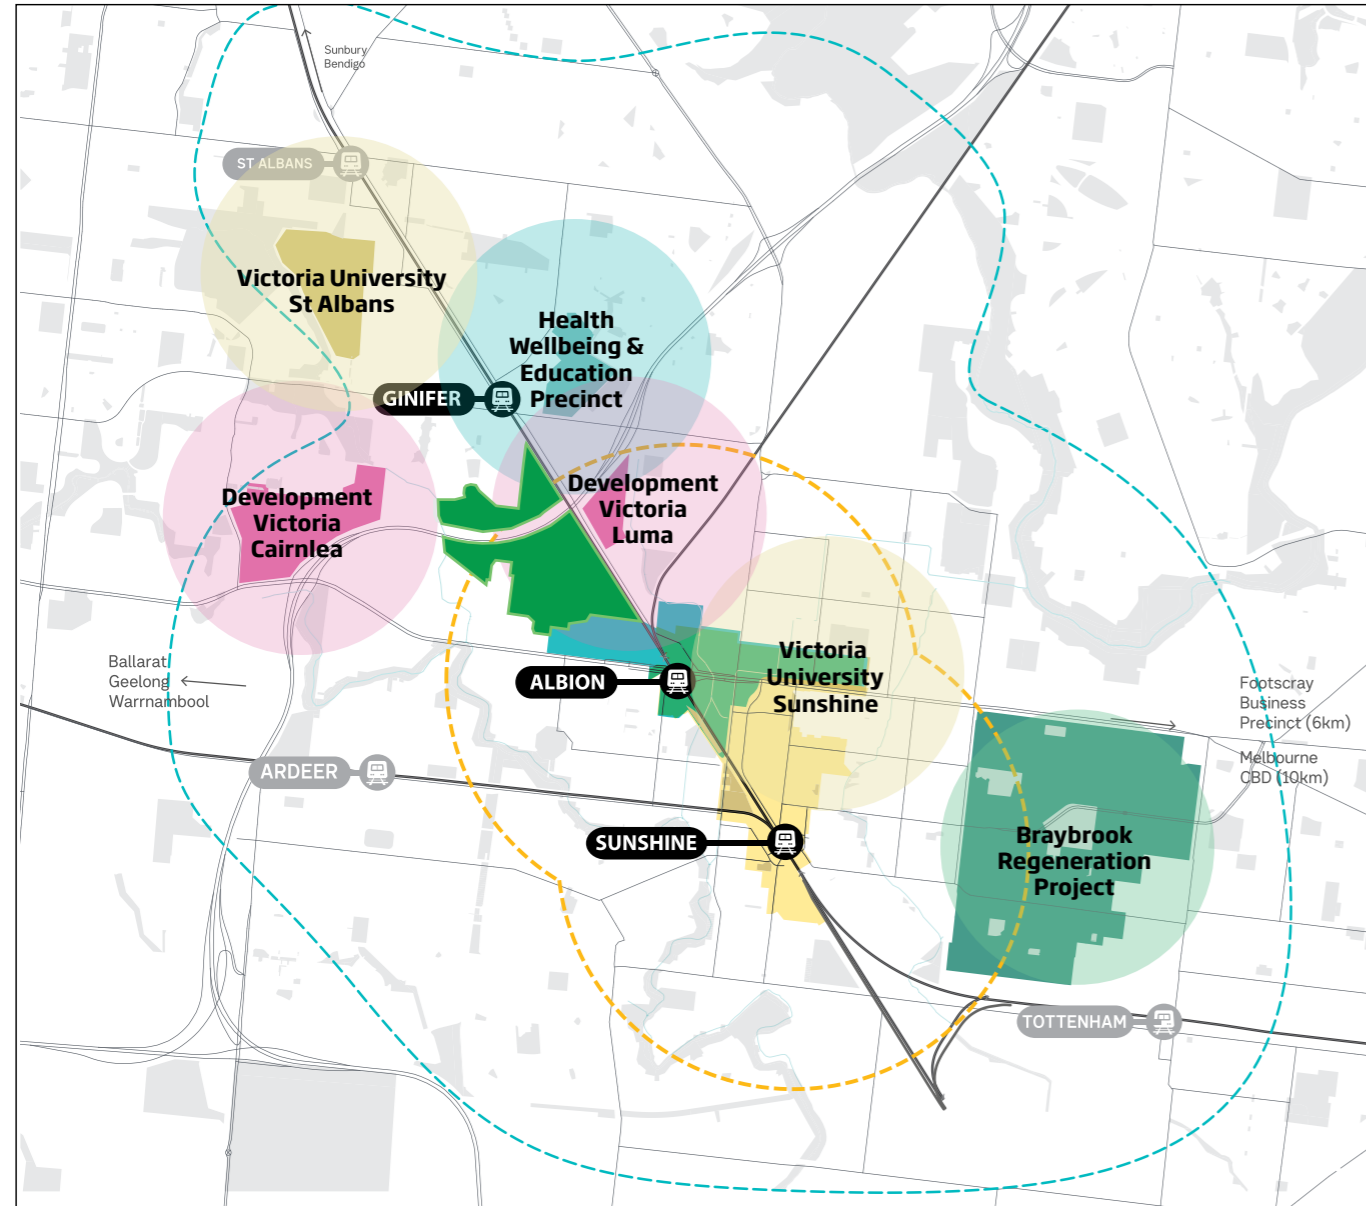 Sunbury
Bendigo
ST ALBANS
Victoria University
St Albans
Health
Wellbeing &
Education
Precinct
GINIFER
Development
Victoria
Cairnlea
Development
Victoria
Luma
Victoria
University
Sunshine
ALBION
Ballarat
Geelong
Warrnambool
Footscray
Business
Precinct (6km)
Melbourne
CBD (10km)
ARDEER
SUNSHINE
Braybrook
Regeneration
Project
TOTTENHAM